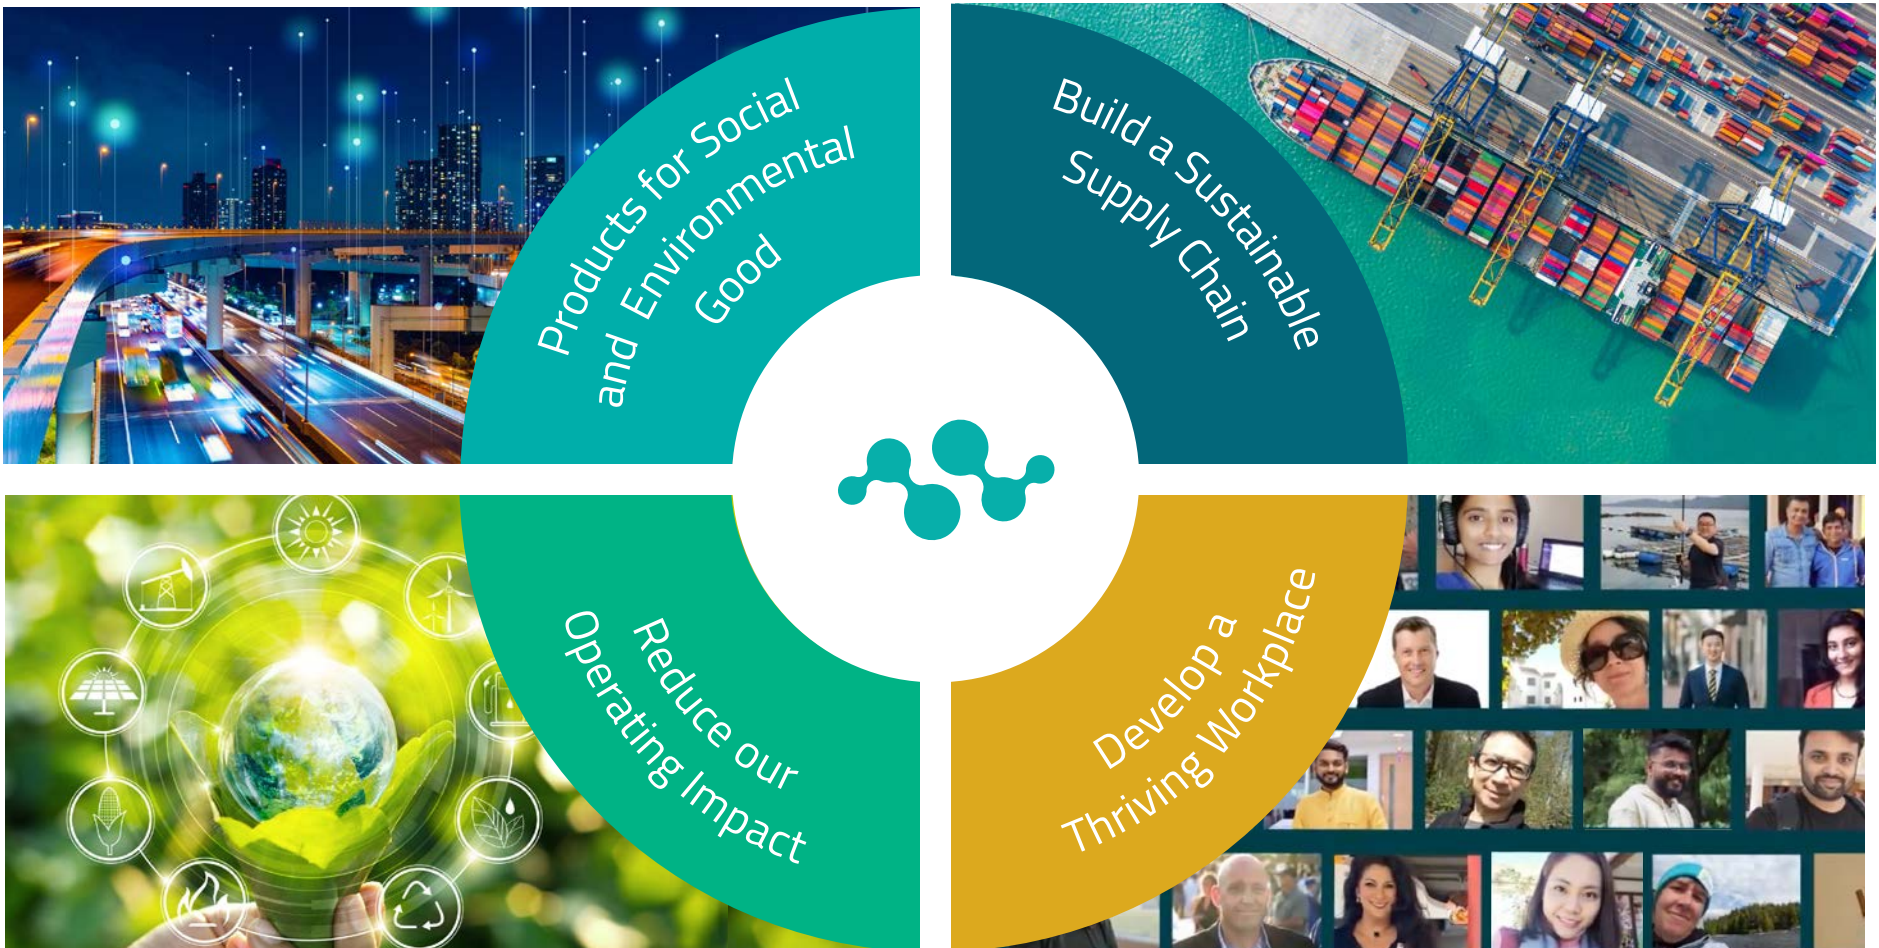 Products for Social
and Environmental
Good
Build a Sustainable
Supply Chain
Reduce our
Operating Impact
Develop a
Thriving Workplace